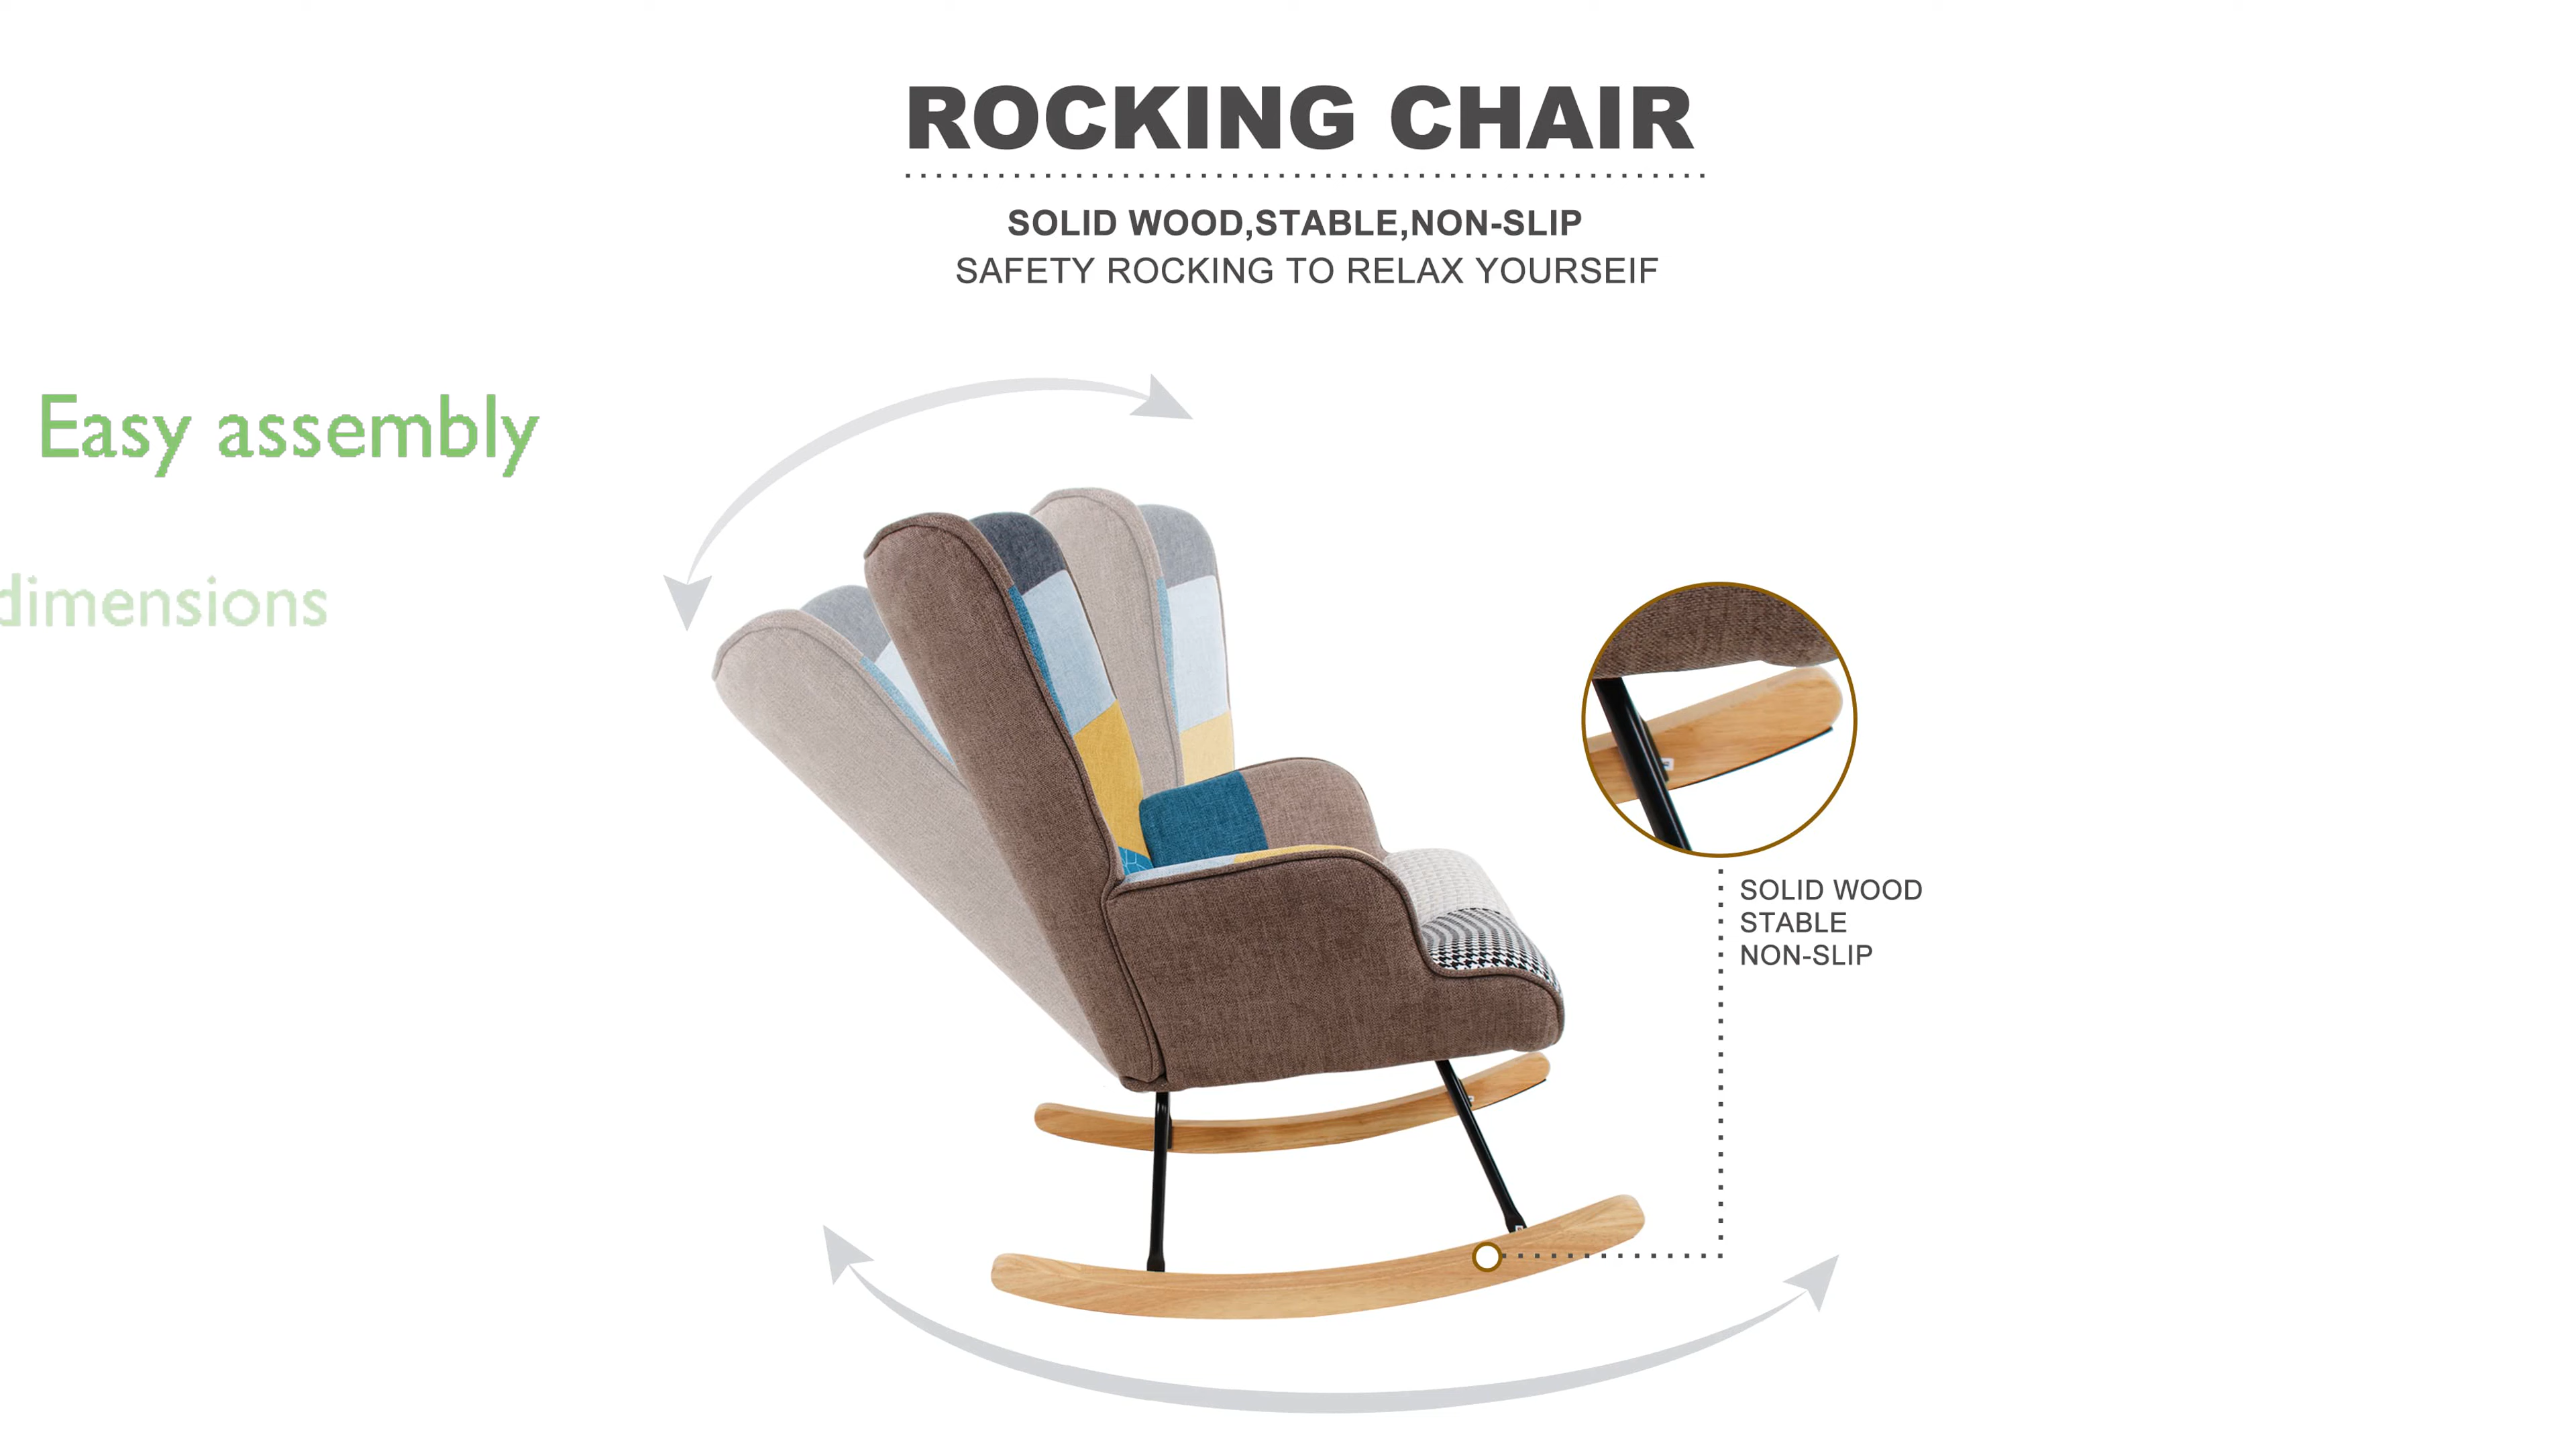 ROCKING CHAIR
SOLID WOOD,STABLE,NON-SLIP
SAFETY ROCKING TO RELAX YOURSEIF
Easy assembly
dimensions
SOLID WOOD
STABLE
NON-SLIP